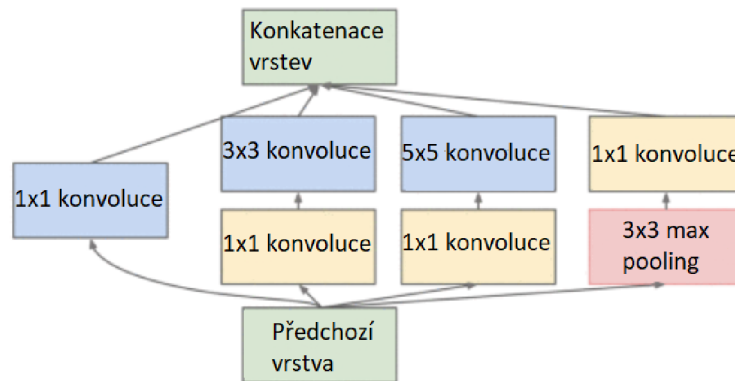 Konkatenace
vrstev
3x3 konvoluce
5x5 konvoluce
1x1 konvoluce
1x1 konvoluce
1x1 konvoluce
1x1 konvoluce
3x3 max
pooling
Předchozí
vrstva